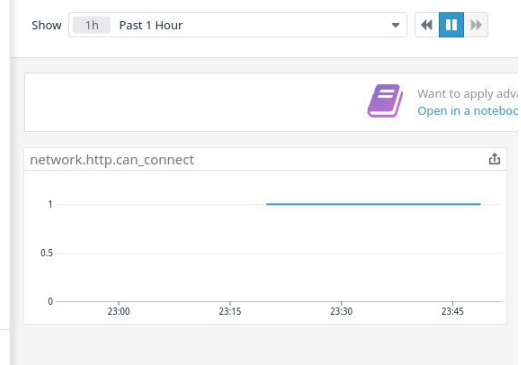 Show 1h Past 1 Hour
Want to apply adva
Open in a noteboo
network.http.can_connect
1
0.5
0
23:00 23:15 23:30 23:45